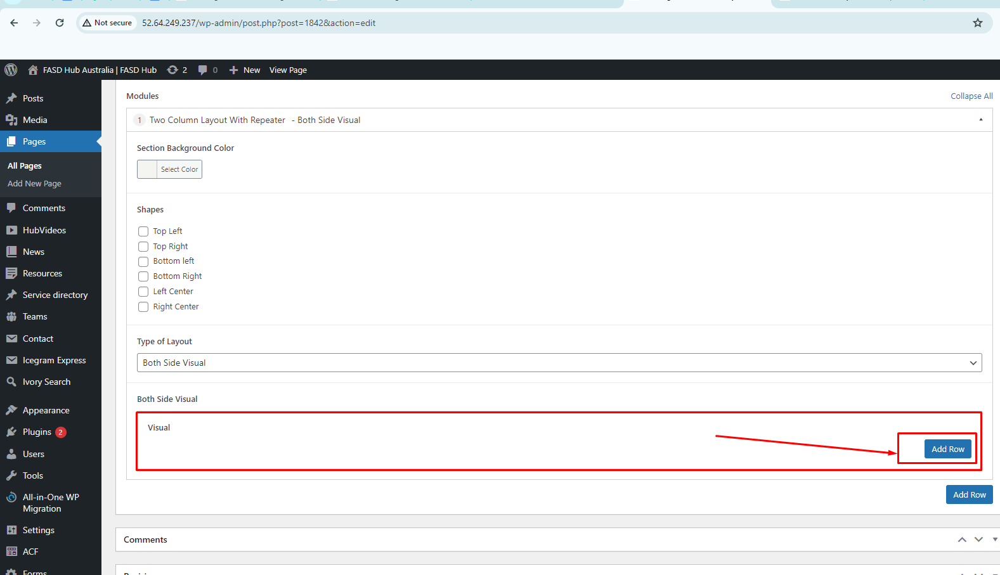 Not secure
52.64.249.237/wp-admin/post.php?post=1842&action=edit
FASD Hub Australia | FASD Hub
2
0
New
View Page
Posts
Media
Pages
All Pages
Add New Page
Comments
HubVideos
News
Resources
Service directory
Teams
Contact
Icegram Express
Ivory Search
Appearance
Plugins 2
Users
Tools
All-in-One WP
Migration
Settings
ACF
Forms
Modules
Collapse All
1 Two Column Layout With Repeater - Both Side Visual
Section Background Color
Select Color
Shapes
Top Left
Top Right
Bottom left
Bottom Right
Left Center
Right Center
Type of Layout
Both Side Visual
Both Side Visual
Visual
Add Row
Add Row
Comments